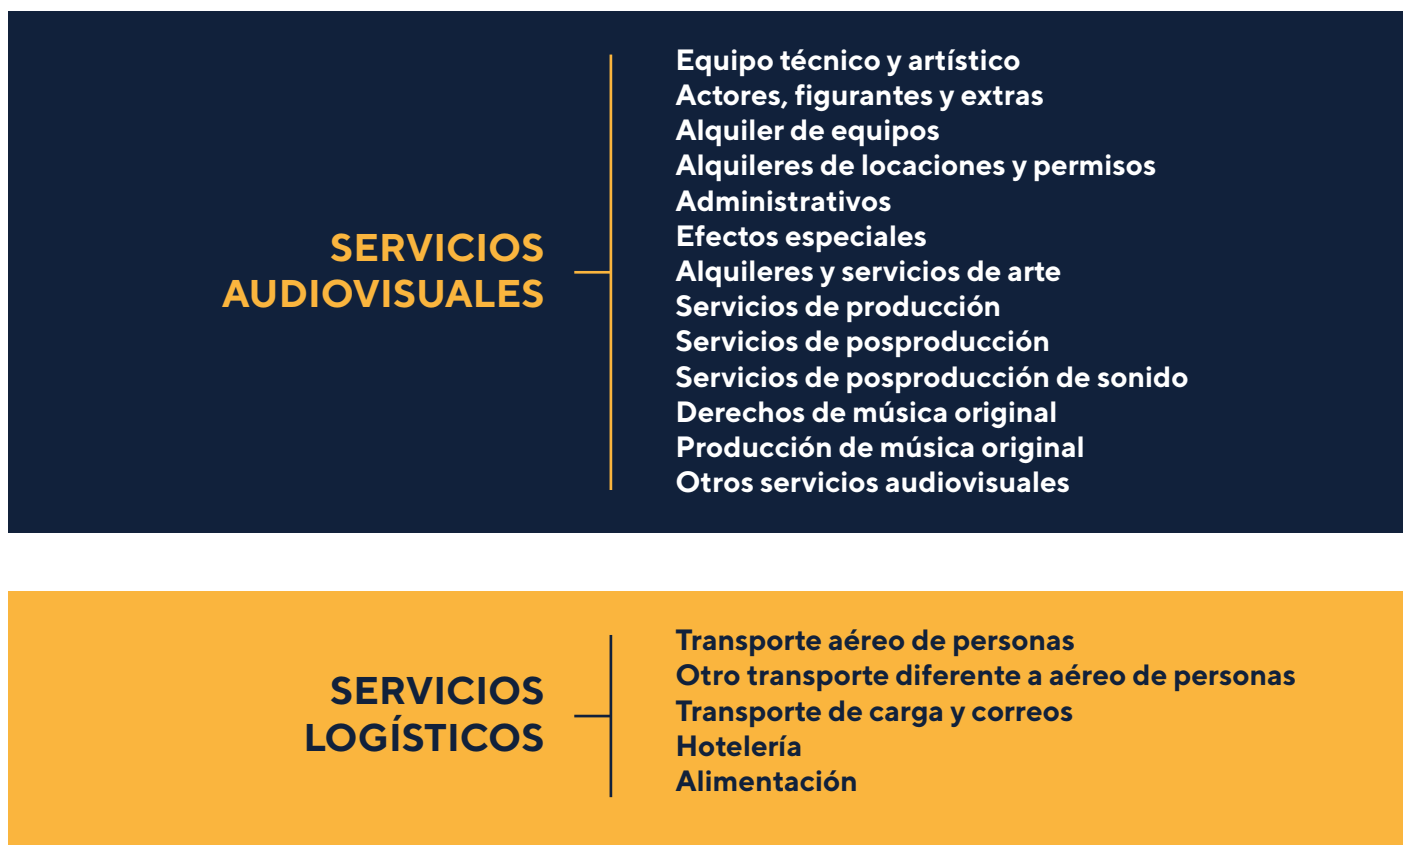 SERVICIOS
AUDIOVISUALES
Equipo técnico y artístico
Actores, figurantes y extras
Alquiler de equipos
Alquileres de locaciones y permisos
Administrativos
Efectos especiales
Alquileres y servicios de arte
Servicios de producción
Servicios de posproducción
Servicios de posproducción de sonido
Derechos de música original
Producción de música original
Otros servicios audiovisuales
SERVICIOS
LOGÍSTICOS
Transporte aéreo de personas
Otro transporte diferente a aéreo de personas
Transporte de carga y correos
Hotelería
Alimentación